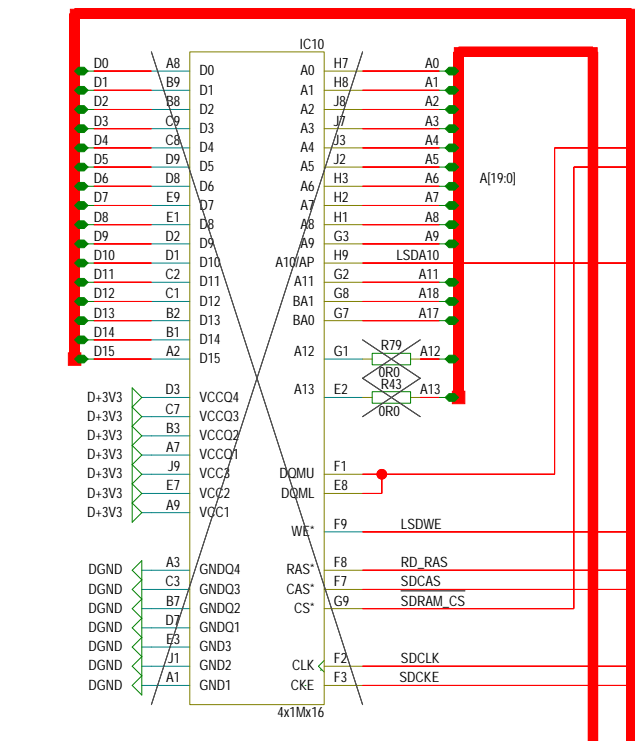 IC10
D0 A8 D0 A0 H7 A0
D1 B9 D1 A1 H8 A1
D2 B8 D2 A2 J8 A2
D3 C9 D3 A3 J7 A3
D4 C8 D4 A4 J3 A4
D5 D9 D5 A5 J2 A5
D6 D8 D6 A6 H3 A6 A[19:0]
D7 E9 D7 A7 H2 A7
D8 E1 D8 A8 H1 A8
D9 D2 D9 A9 G3 A9
D10 D1 D10 A10/AP H9 LSDA10
D11 C2 D11 A11 G2 A11
D12 C1 D12 BA1 G8 A18
D13 B2 D13 BA0 G7 A17
D14 B1 D14
R79
D15 A2 D15 A12 G1 A12
0R0
R43
D+3V3 D3 VCCQ4 A13 E2 A13
0R0
D+3V3 C7 VCCQ3
D+3V3 B3 VCCQ2
D+3V3 A7 VCCQ1
D+3V3 J9 VCC3 DQMU F1
D+3V3 E7 VCC2 DQML E8
D+3V3 A9 VCC1
WE* F9 LSDWE
DGND A3 GNDQ4 RAS* F8 RD_RAS
DGND C3 GNDQ3 CAS* F7 SDCAS
DGND B7 GNDQ2 CS* G9 SDRAM_CS
DGND D7 GNDQ1
DGND E3 GND3
DGND J1 GND2 CLK F2 SDCLK
DGND A1 GND1 CKE F3 SDCKE
4x1Mx16